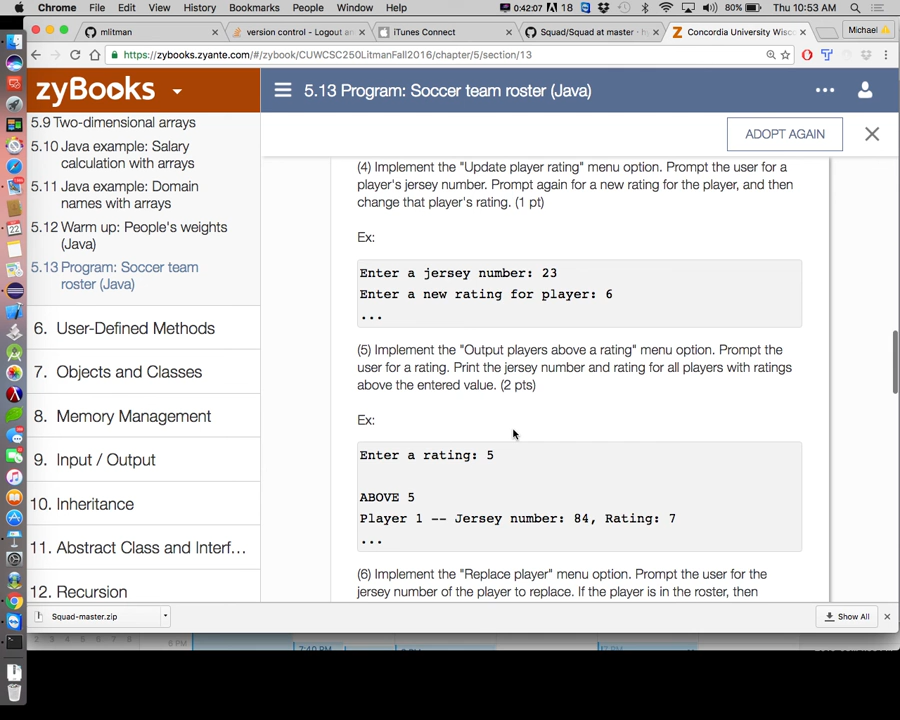 Chrome File Edit View History Bookmarks People Window Help 0:42:07 18 80% Thu 10:53 AM
mlitman × version control - Logout a × iTunes Connect × Squad/Squad at master · h × Concordia University Wisc × Michael
https://zybooks.zyante.com/#/zybook/CUWCSC250LitmanFall2016/chapter/5/section/13
zyBooks
5.13 Program: Soccer team roster (Java)
ADOPT AGAIN
5.9 Two-dimensional arrays
5.10 Java example: Salary
calculation with arrays
5.11 Java example: Domain
names with arrays
5.12 Warm up: People's weights
(Java)
5.13 Program: Soccer team
roster (Java)
6. User-Defined Methods
7. Objects and Classes
8. Memory Management
9. Input / Output
10. Inheritance
11. Abstract Class and Interf...
12. Recursion
(4) Implement the "Update player rating" menu option. Prompt the user for a
player's jersey number. Prompt again for a new rating for the player, and then
change that player's rating. (1 pt)
Ex:
Enter a jersey number: 23
Enter a new rating for player: 6
...
(5) Implement the "Output players above a rating" menu option. Prompt the
user for a rating. Print the jersey number and rating for all players with ratings
above the entered value. (2 pts)
Ex:
Enter a rating: 5
ABOVE 5
Player 1 -- Jersey number: 84, Rating: 7
...
(6) Implement the "Replace player" menu option. Prompt the user for the
jersey number of the player to replace. If the player is in the roster, then
Squad-master.zip
Show All